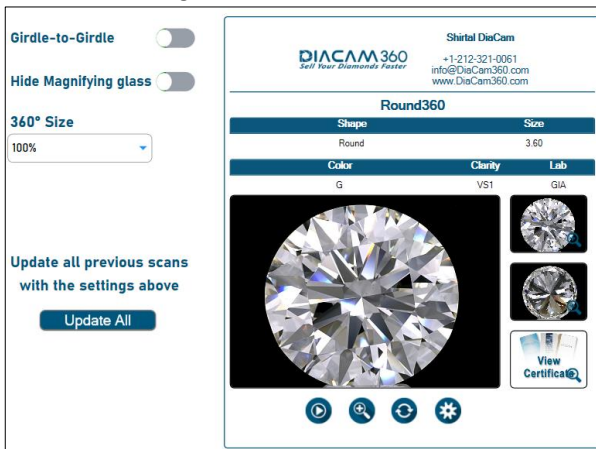 Girdle-to-Girdle
Hide Magnifying glass
360° Size
100%
Update all previous scans
with the settings above
Update All
DIACAM360
Sell Your Diamonds Faster
Shirtal DiaCam
+1-212-321-0061
info@DiaCam360.com
www.DiaCam360.com
Round360
Shape Size
Round 3.60
Color Clarity Lab
G VS1 GIA
View
Certificate